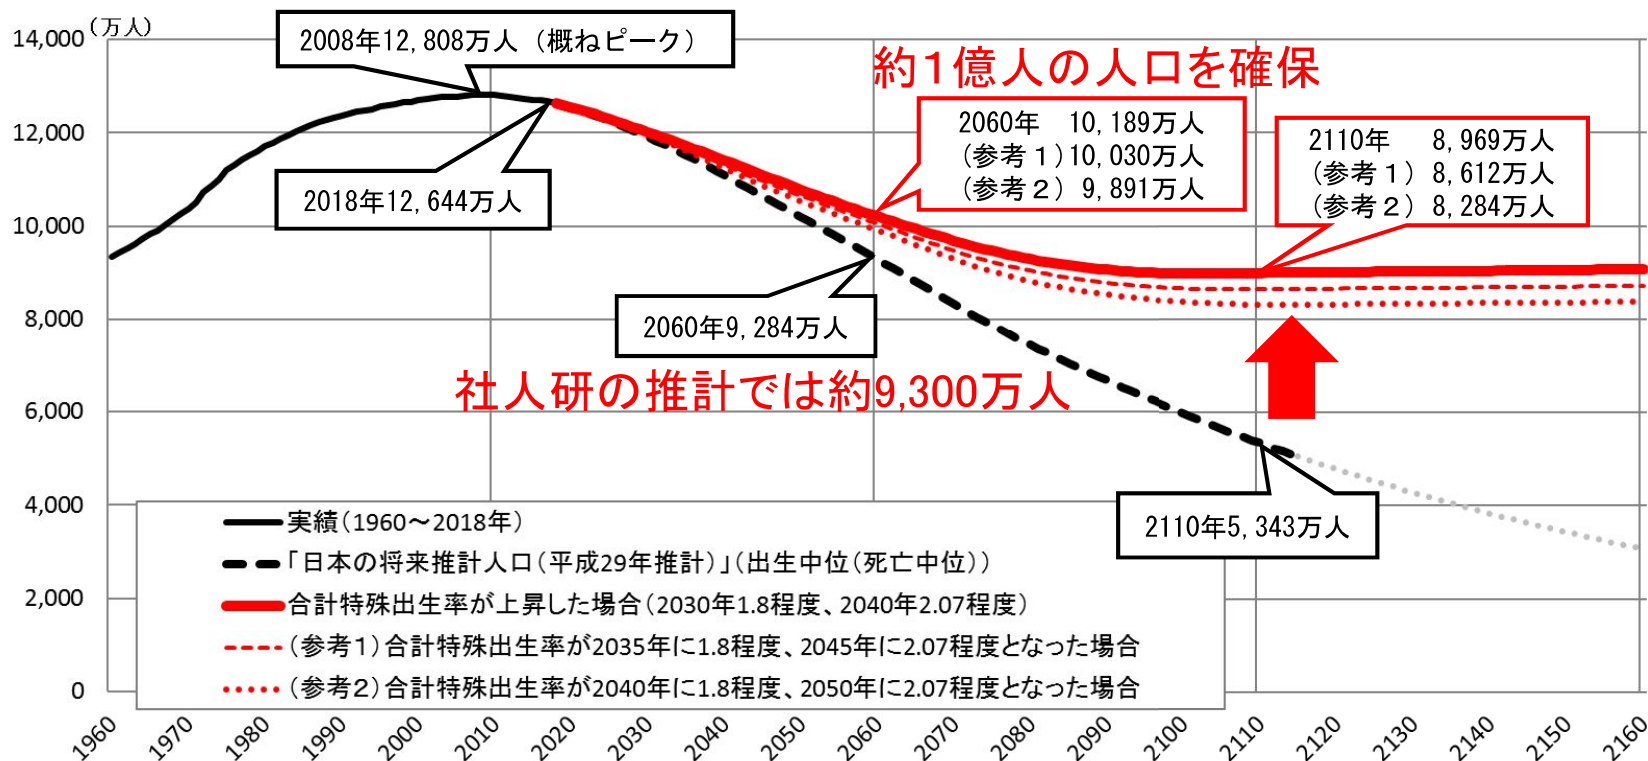 (万人)
14,000
12,000
10,000
8,000
6,000
4,000
2,000
0
2008年12,808万人（概ねピーク）
2018年12,644万人
約1億人の人口を確保
2060年　10,189万人
（参考１）10,030万人
（参考２）9,891万人
2110年　8,969万人
（参考１）8,612万人
（参考２）8,284万人
2060年9,284万人
社人研の推計では約9,300万人
2110年5,343万人
実績（1960～2018年）
「日本の将来推計人口（平成29年推計）」（出生中位（死亡中位））
合計特殊出生率が上昇した場合（2030年1.8程度、2040年2.07程度）
（参考1）合計特殊出生率が2035年に1.8程度、2045年に2.07程度となった場合
（参考2）合計特殊出生率が2040年に1.8程度、2050年に2.07程度となった場合
1960 1970 1980 1990 2000 2010 2020 2030 2040 2050 2060 2070 2080 2090 2100 2110 2120 2130 2140 2150 2160